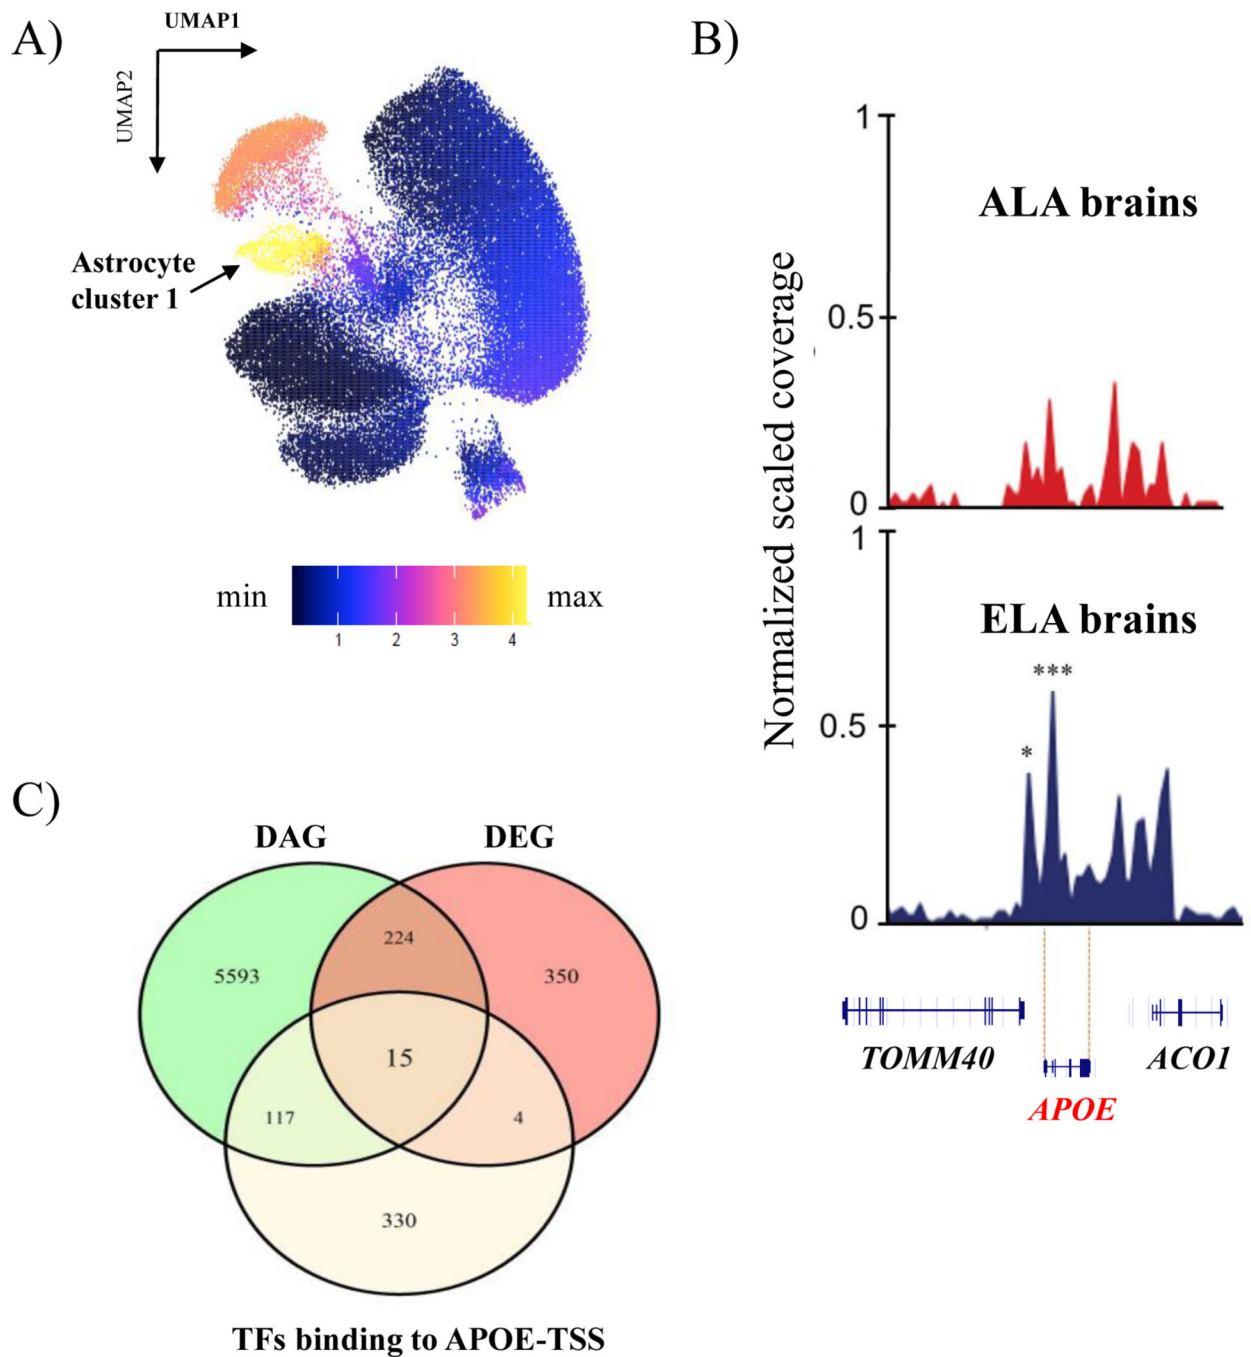 A)
UMAP1
UMAP2
Astrocyte
cluster 1
min
max
1 2 3 4
B)
Normalized scaled coverage
1
ALA brains
0.5
0
1
ELA brains
***
0.5
*
0
TOMM40
ACO1
APOE
C)
DAG
DEG
224
5593
350
15
117
4
330
TFs binding to APOE-TSS